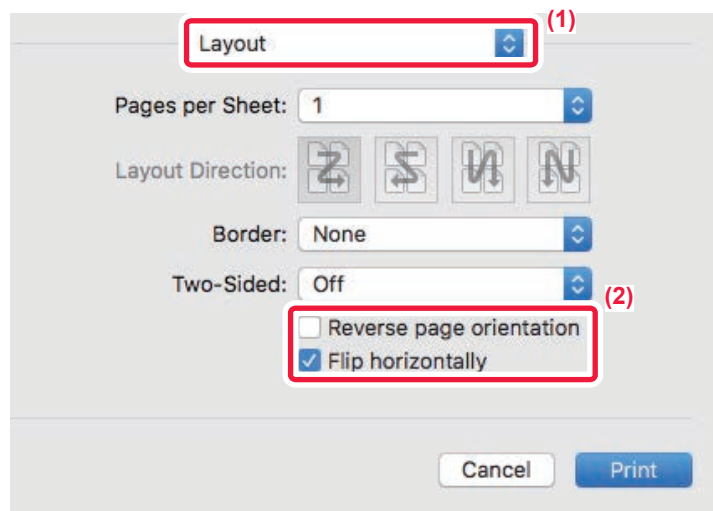 (1)
Layout
Pages per Sheet: 1
Layout Direction:
Border: None
Two-Sided: Off
(2)
Reverse page orientation
Flip horizontally
Cancel Print